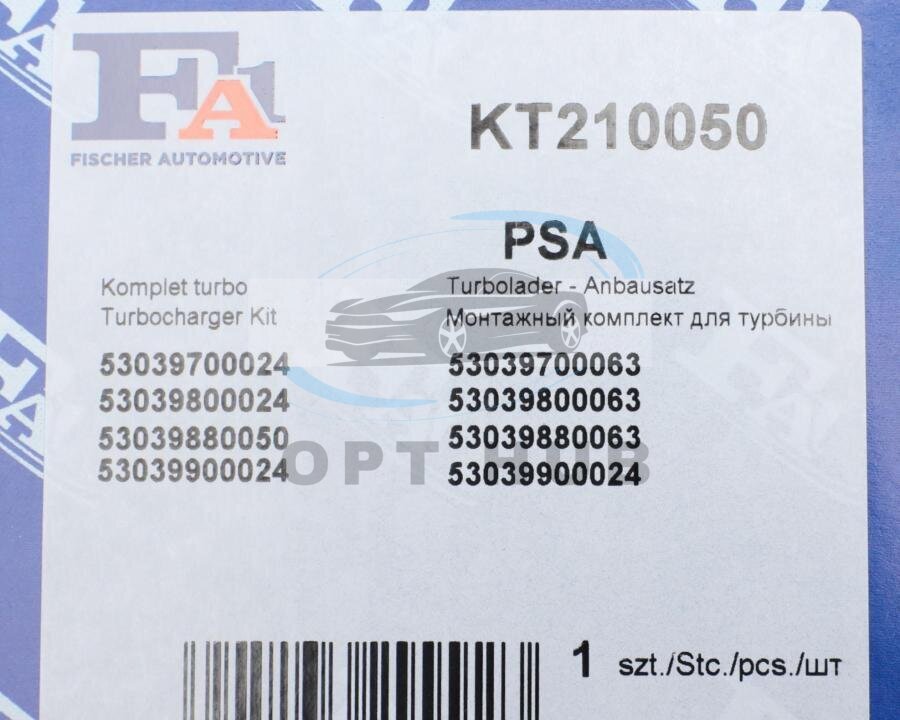 FA1
FISCHER AUTOMOTIVE
KT210050
PSA
Komplet turbo
Turbocharger Kit
Turbolader - Anbausatz
Монтажный комплект для турбины
53039700024
53039800024
53039880050
53039900024
53039700063
53039800063
53039880063
53039900024
OPT HUB
1 szt./Stc./pcs./шт